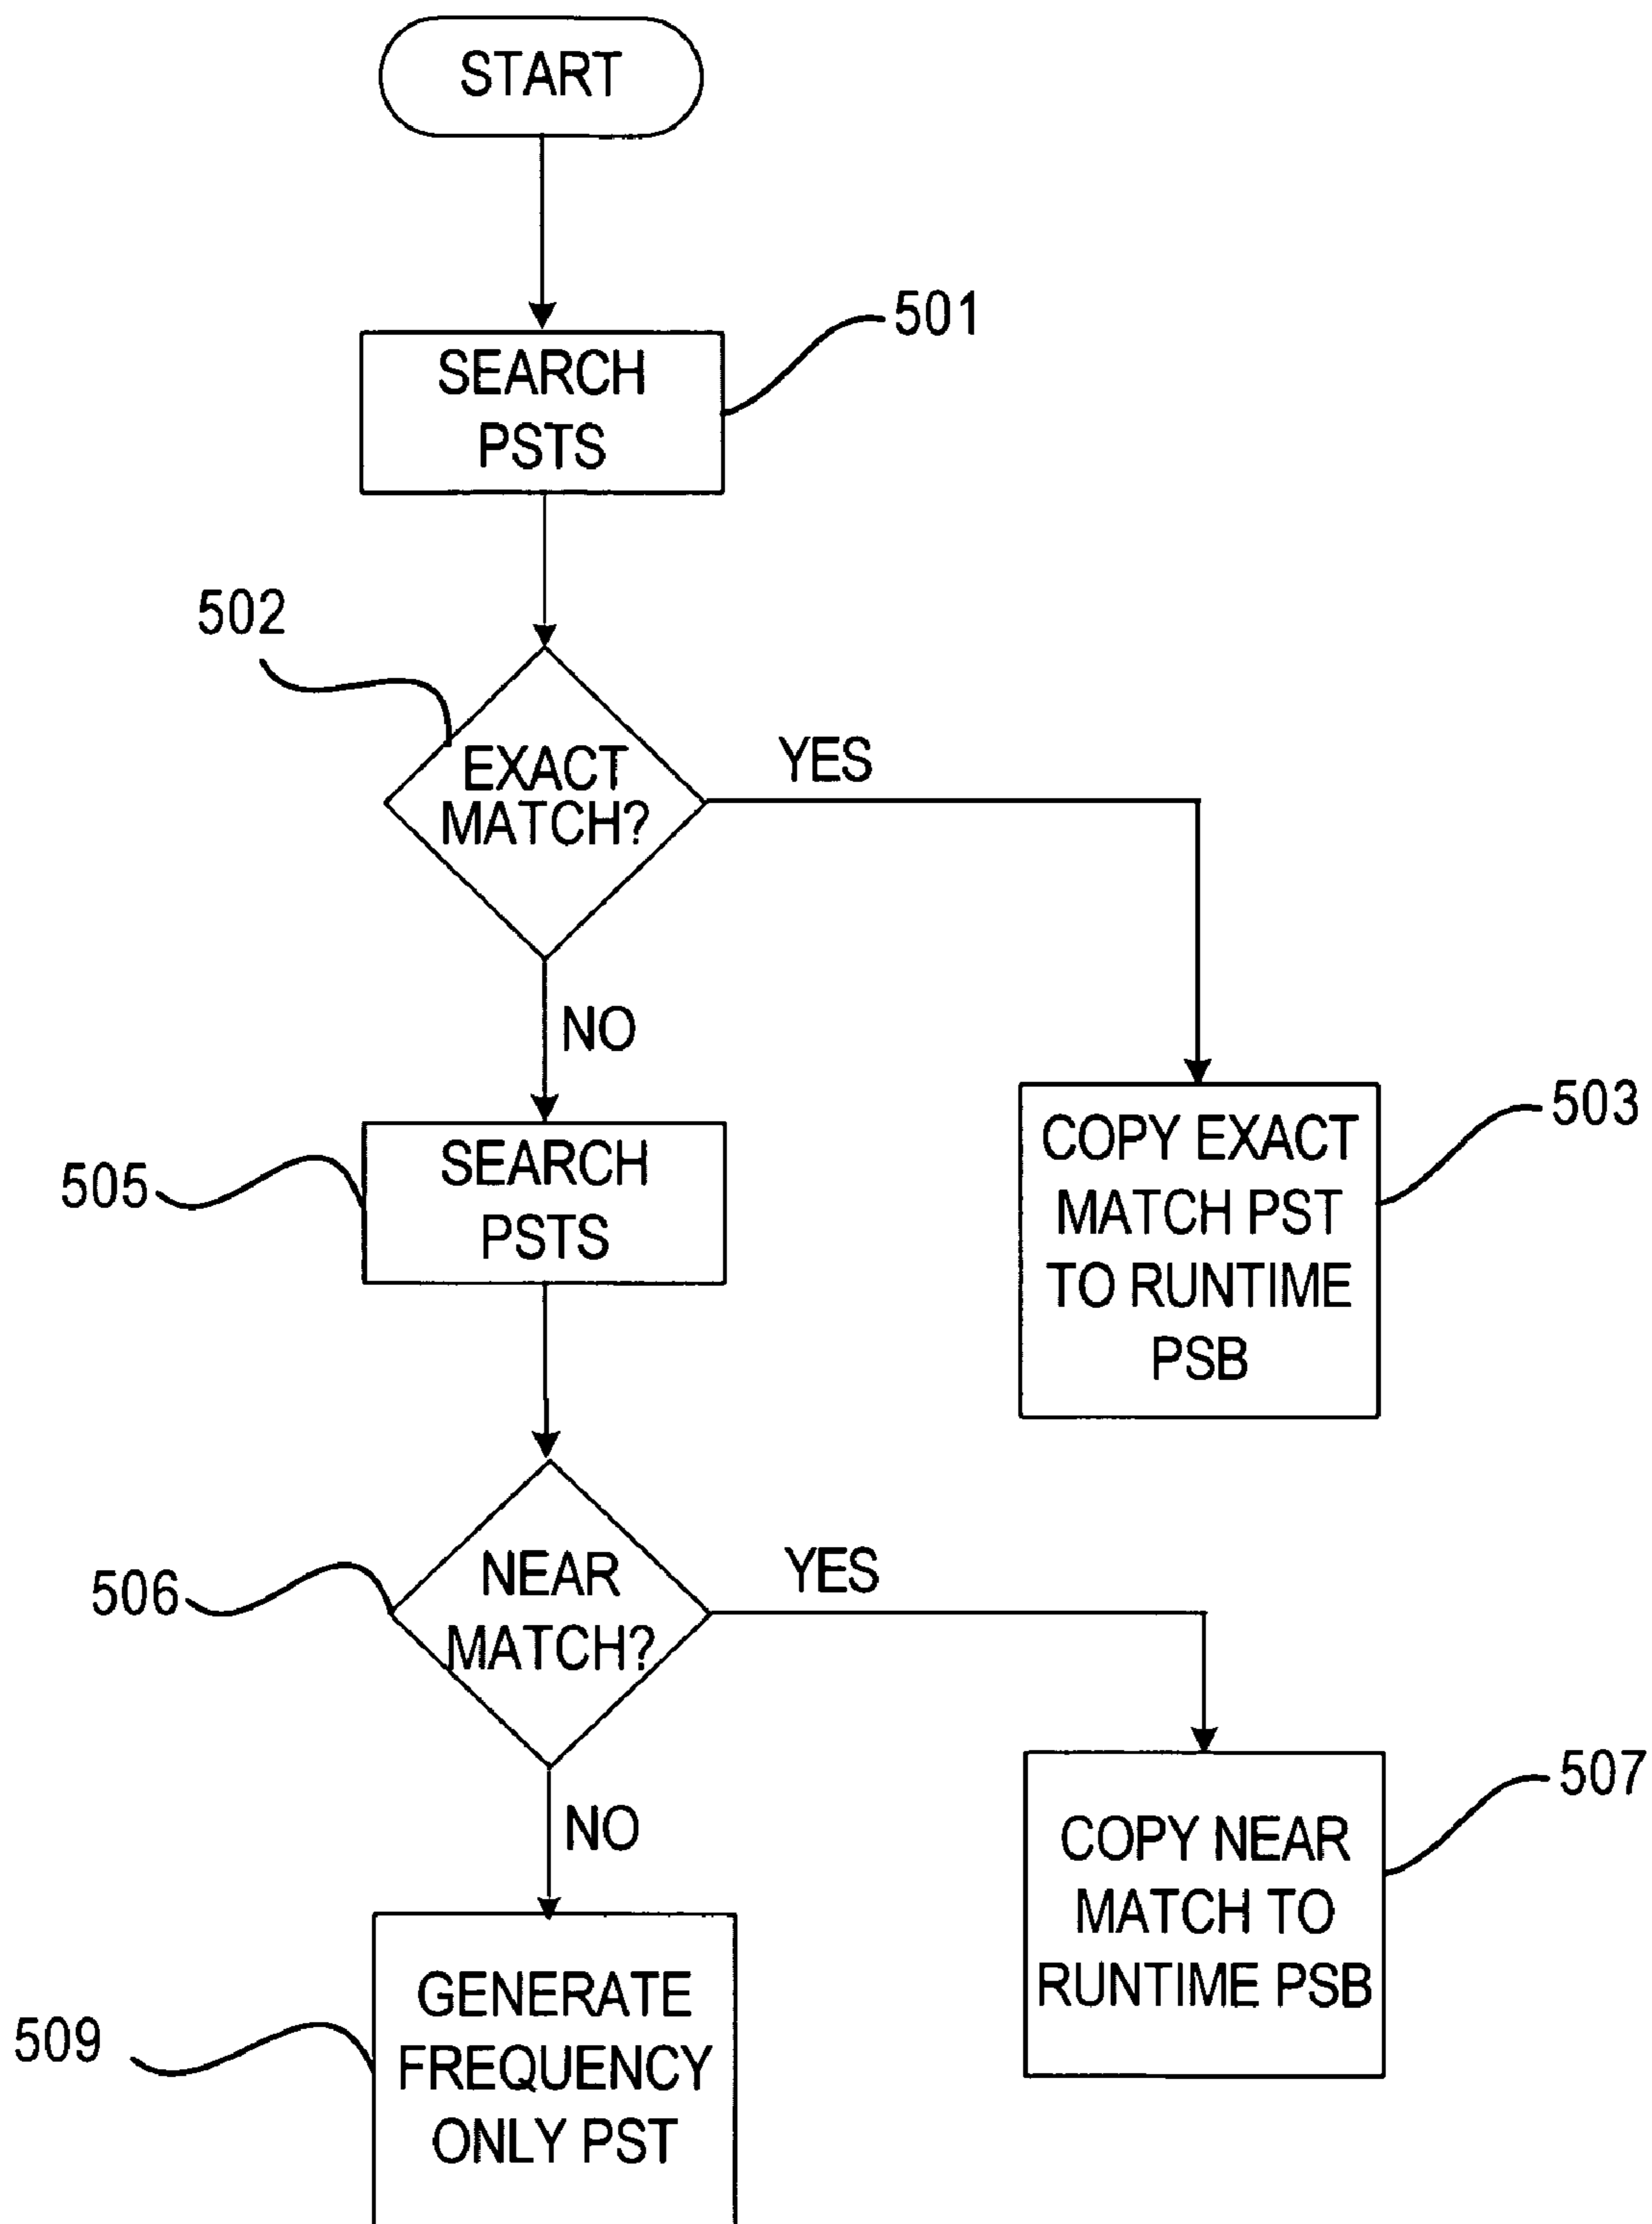 START
501
SEARCH
PSTS
502
EXACT
MATCH?
YES
NO
503
COPY EXACT
MATCH PST
TO RUNTIME
PSB
505
SEARCH
PSTS
506
NEAR
MATCH?
YES
NO
507
COPY NEAR
MATCH TO
RUNTIME PSB
509
GENERATE
FREQUENCY
ONLY PST